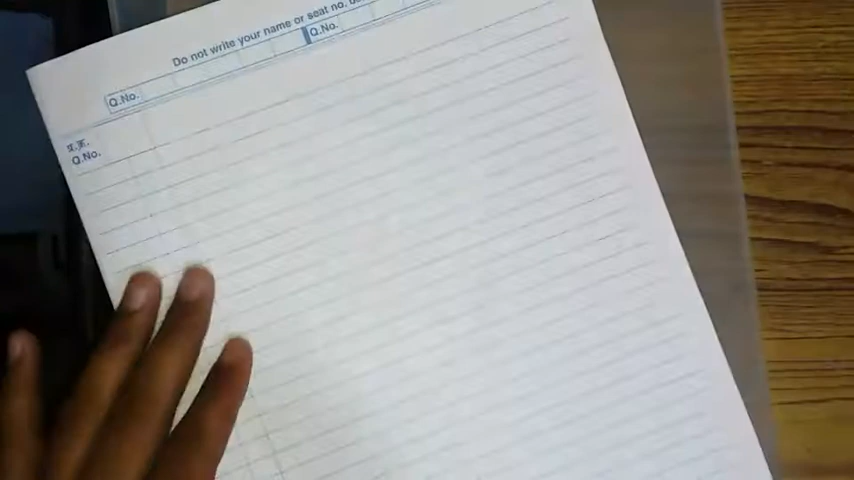 Do not write your name or seat no.
Q.No. Q.No.
प्र.क्र.
Q.No.